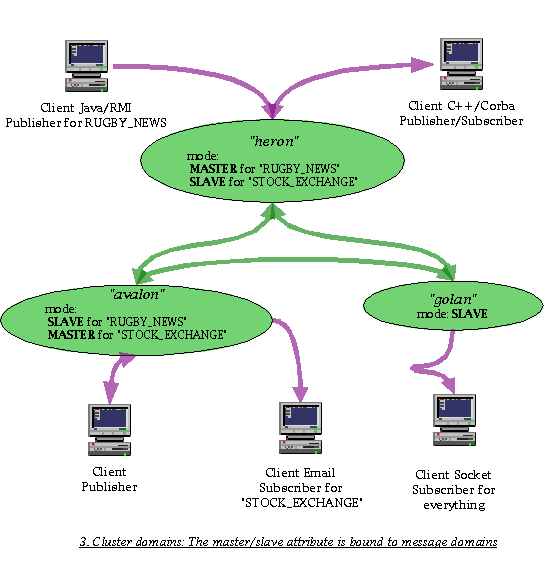 Client Java/RMI
Publisher for RUGBY_NEWS
Client C++/Corba
Publisher/Subscriber
"heron"
mode:
MASTER for "RUGBY_NEWS"
SLAVE for "STOCK_EXCHANGE"
"avalon"
mode:
SLAVE for "RUGBY_NEWS"
MASTER for "STOCK_EXCHANGE"
"golan"
mode: SLAVE
Client
Publisher
Client Email
Subscriber for
"STOCK_EXCHANGE"
Client Socket
Subscriber for
everything
3. Cluster domains: The master/slave attribute is bound to message domains